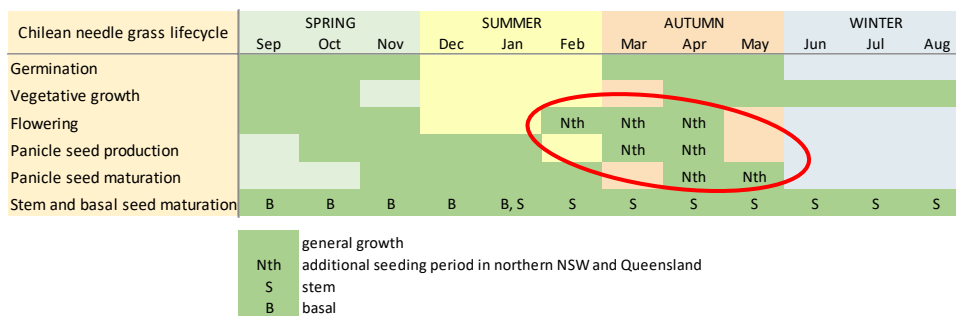 Chilean needle grass lifecycle SPRING SUMMER AUTUMN WINTER
Sep Oct Nov Dec Jan Feb Mar Apr May Jun Jul Aug
Germination
Vegetative growth
Flowering Nth Nth Nth
Panicle seed production Nth Nth
Panicle seed maturation Nth Nth
Stem and basal seed maturation B B B B B, S S S S S S S S
general growth
Nth additional seeding period in northern NSW and Queensland
S stem
B basal